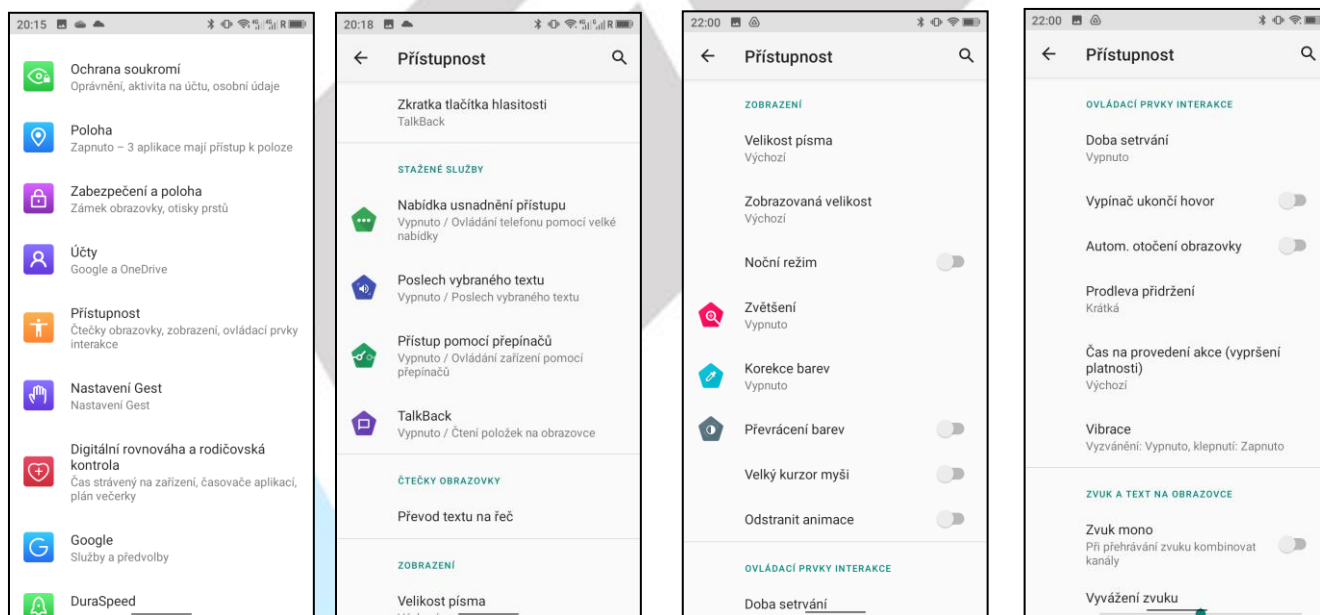 20:15
Ochrana soukromí
Oprávnění, aktivita na účtu, osobní údaje
Poloha
Zapnuto – 3 aplikace mají přístup k poloze
Zabezpečení a poloha
Zámek obrazovky, otisky prstů
Účty
Google a OneDrive
Přístupnost
Čtečky obrazovky, zobrazení, ovládací prvky
interakce
Nastavení Gest
Nastavení Gest
Digitální rovnováha a rodičovská
kontrola
Čas strávený na zařízení, časovače aplikací,
plán večerky
Google
Služby a předvolby
DuraSpeed
20:18
Přístupnost
Zkratka tlačítka hlasitosti
TalkBack
STAŽENÉ SLUŽBY
Nabídka usnadnění přístupu
Vypnuto / Ovládání telefonu pomocí velké
nabídky
Poslech vybraného textu
Vypnuto / Poslech vybraného textu
Přístup pomocí přepínačů
Vypnuto / Ovládání zařízení pomocí
přepínačů
TalkBack
Vypnuto / Čtení položek na obrazovce
ČTEČKY OBRAZOVKY
Převod textu na řeč
ZOBRAZENÍ
Velikost písma
22:00
Přístupnost
ZOBRAZENÍ
Velikost písma
Výchozí
Zobrazovaná velikost
Výchozí
Noční režim
Zvětšení
Vypnuto
Korekce barev
Vypnuto
Převrácení barev
Velký kurzor myši
Odstranit animace
OVLÁDACÍ PRVKY INTERAKCE
Doba setrvání
22:00
Přístupnost
OVLÁDACÍ PRVKY INTERAKCE
Doba setrvání
Vypnuto
Vypínač ukončí hovor
Autom. otočení obrazovky
Prodleva přidržení
Krátká
Čas na provedení akce (vypršení
platnosti)
Výchozí
Vibrace
Vyzvánění: Vypnuto, klepnutí: Zapnuto
ZVUK A TEXT NA OBRAZOVCE
Zvuk mono
Při přehrávání zvuku kombinovat
kanály
Vyvážení zvuku